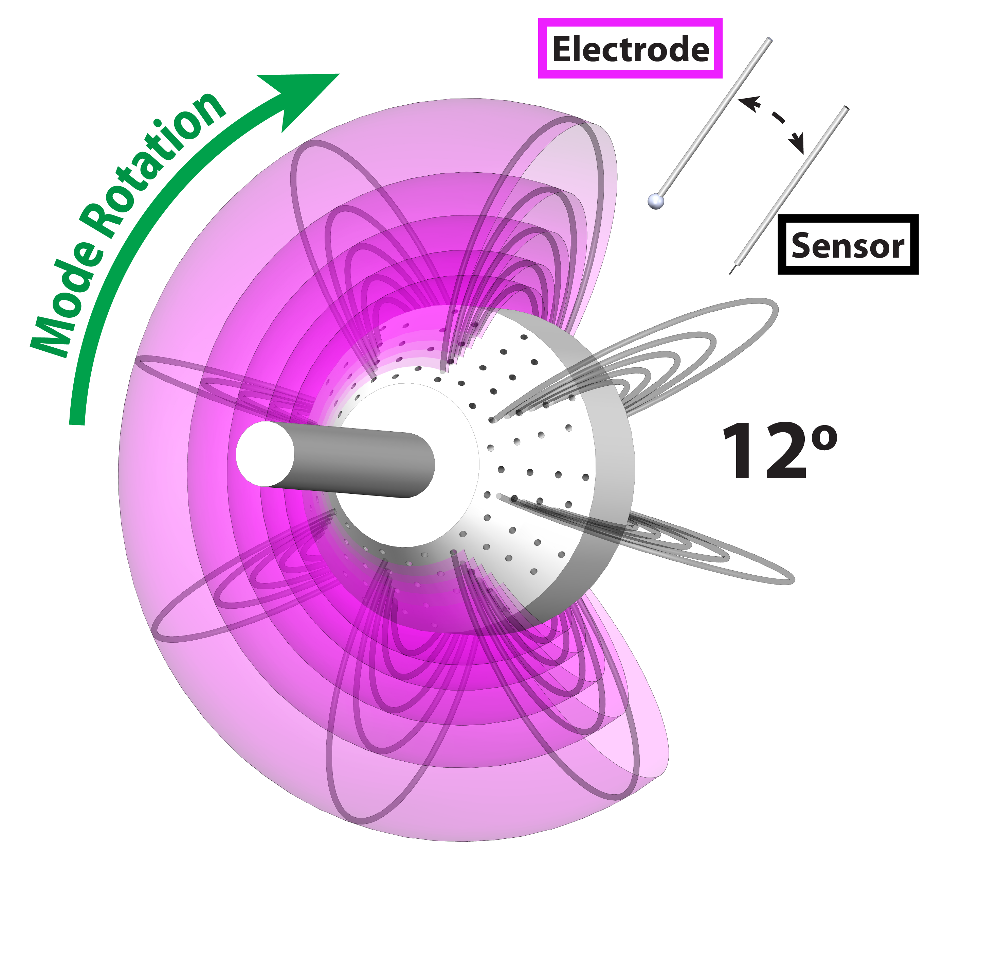 Electrode
Mode Rotation
Sensor
12º